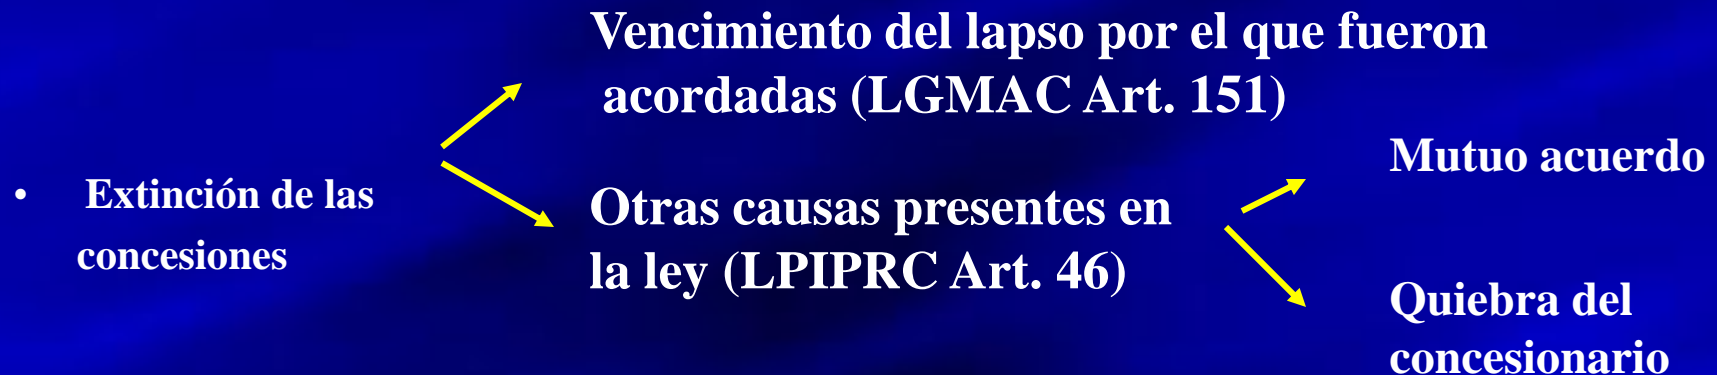 • Extinción de las
concesiones
Vencimiento del lapso por el que fueron
acordadas (LGMAC Art. 151)
Otras causas presentes en
la ley (LPIPRC Art. 46)
Mutuo acuerdo
Quiebra del
concesionario